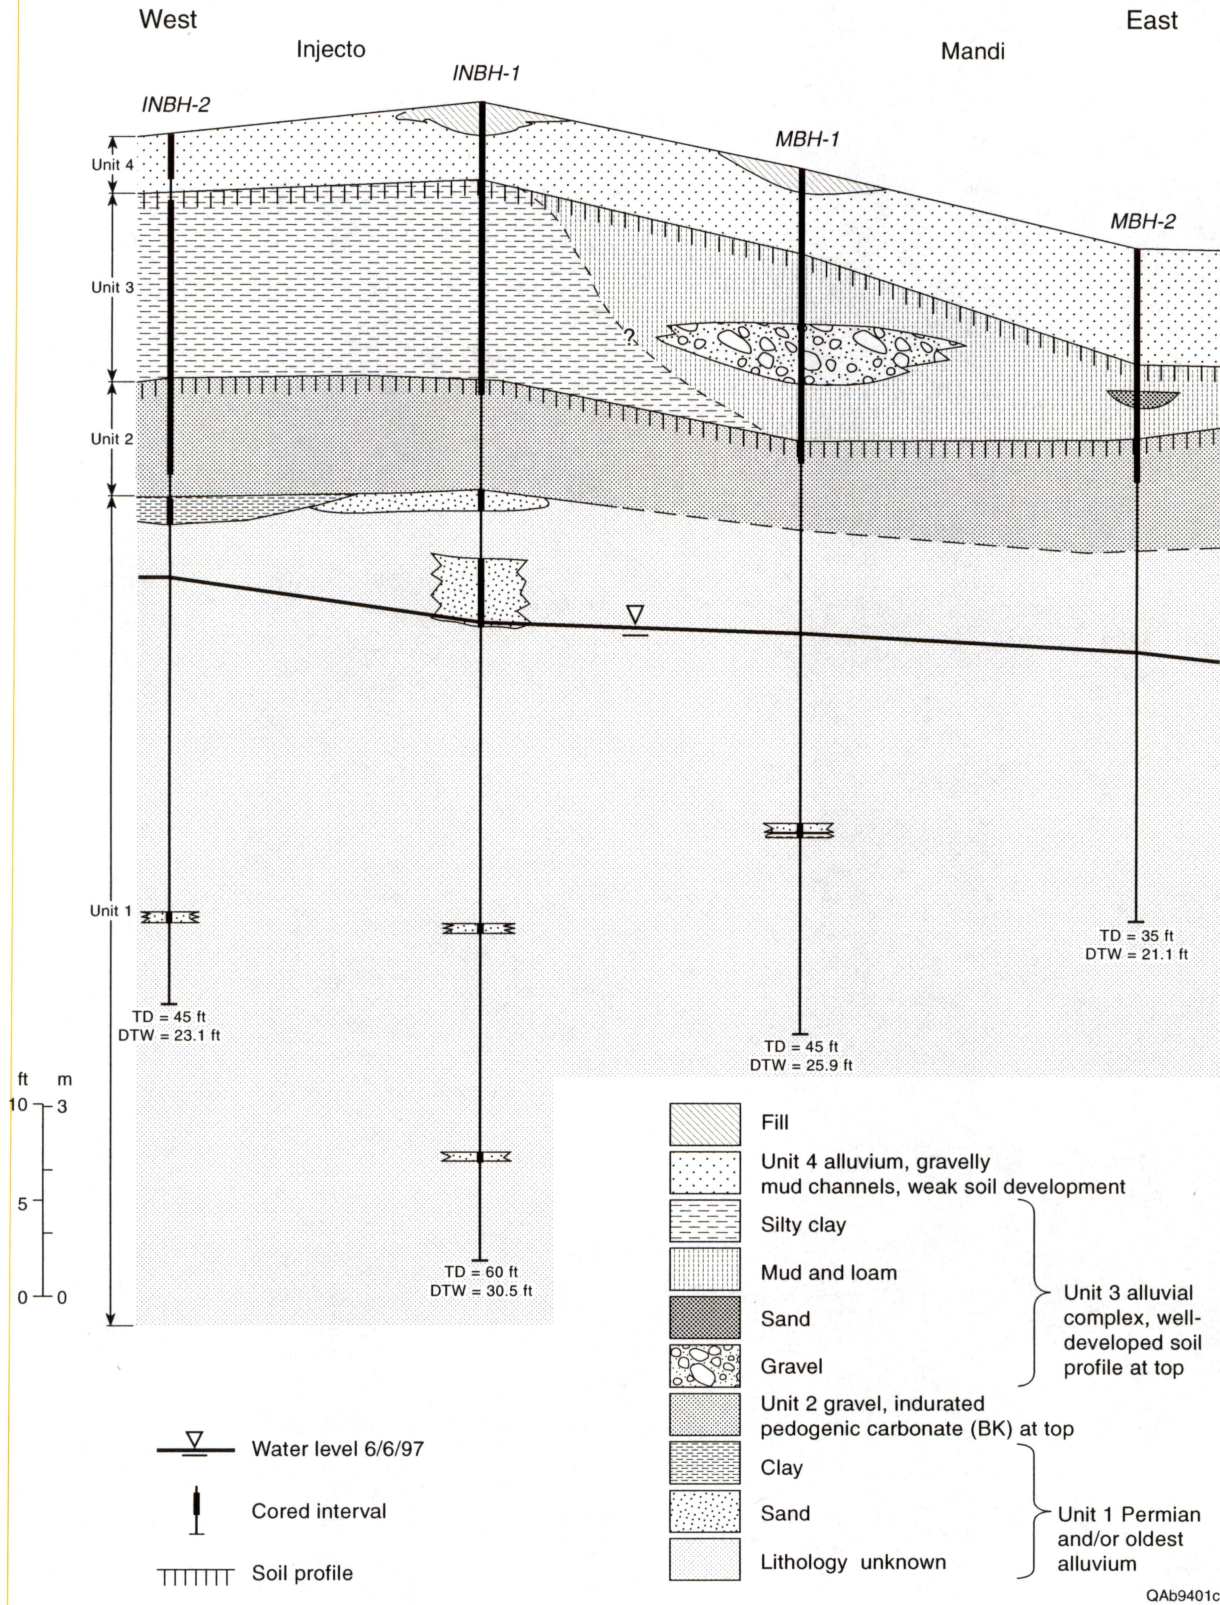 West
East
Injecto
Mandi
INBH-2
INBH-1
MBH-1
MBH-2
Unit 4
Unit 3
?
Unit 2
Unit 1
TD = 45 ft
DTW = 23.1 ft
TD = 60 ft
DTW = 30.5 ft
TD = 45 ft
DTW = 25.9 ft
TD = 35 ft
DTW = 21.1 ft
ft m
10 3
5
0 0
Water level 6/6/97
Cored interval
Soil profile
Fill
Unit 4 alluvium, gravelly
mud channels, weak soil development
Silty clay
Mud and loam
Sand
Gravel
Unit 3 alluvial
complex, well-
developed soil
profile at top
Unit 2 gravel, indurated
pedogenic carbonate (BK) at top
Clay
Sand
Lithology unknown
Unit 1 Permian
and/or oldest
alluvium
QAb9401c